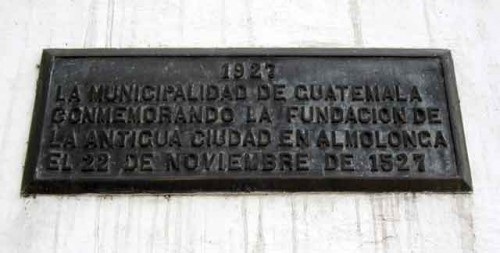 1927
LA MUNICIPALIDAD DE GUATEMALA
CONMEMORANDO LA FUNDACION DE
LA ANTIGUA CIUDAD EN ALMOLONGA
EL 22 DE NOVIEMBRE DE 1527